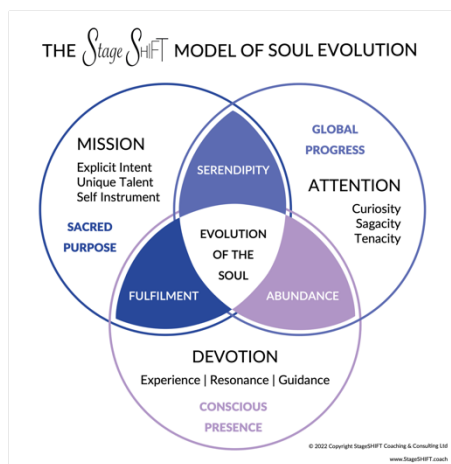 THE Stage SHIFT MODEL OF SOUL EVOLUTION
MISSION
Explicit Intent
Unique Talent
Self Instrument
SACRED
PURPOSE
SERENDIPITY
GLOBAL
PROGRESS
ATTENTION
Curiosity
Sagacity
Tenacity
EVOLUTION
OF THE
SOUL
FULFILMENT
ABUNDANCE
DEVOTION
Experience | Resonance | Guidance
CONSCIOUS
PRESENCE
© 2022 Copyright StageSHIFT Coaching & Consulting Ltd
www.StageSHIFT.coach